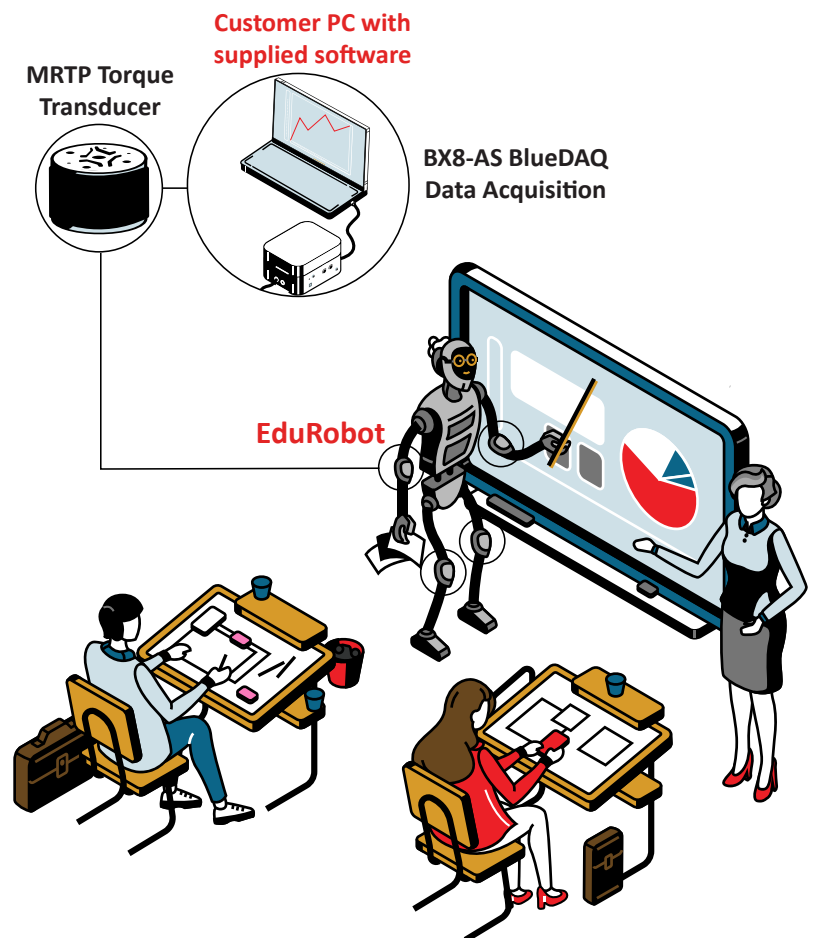 Customer PC with
supplied software
MRTP Torque
Transducer
BX8-AS BlueDAQ
Data Acquisition
EduRobot